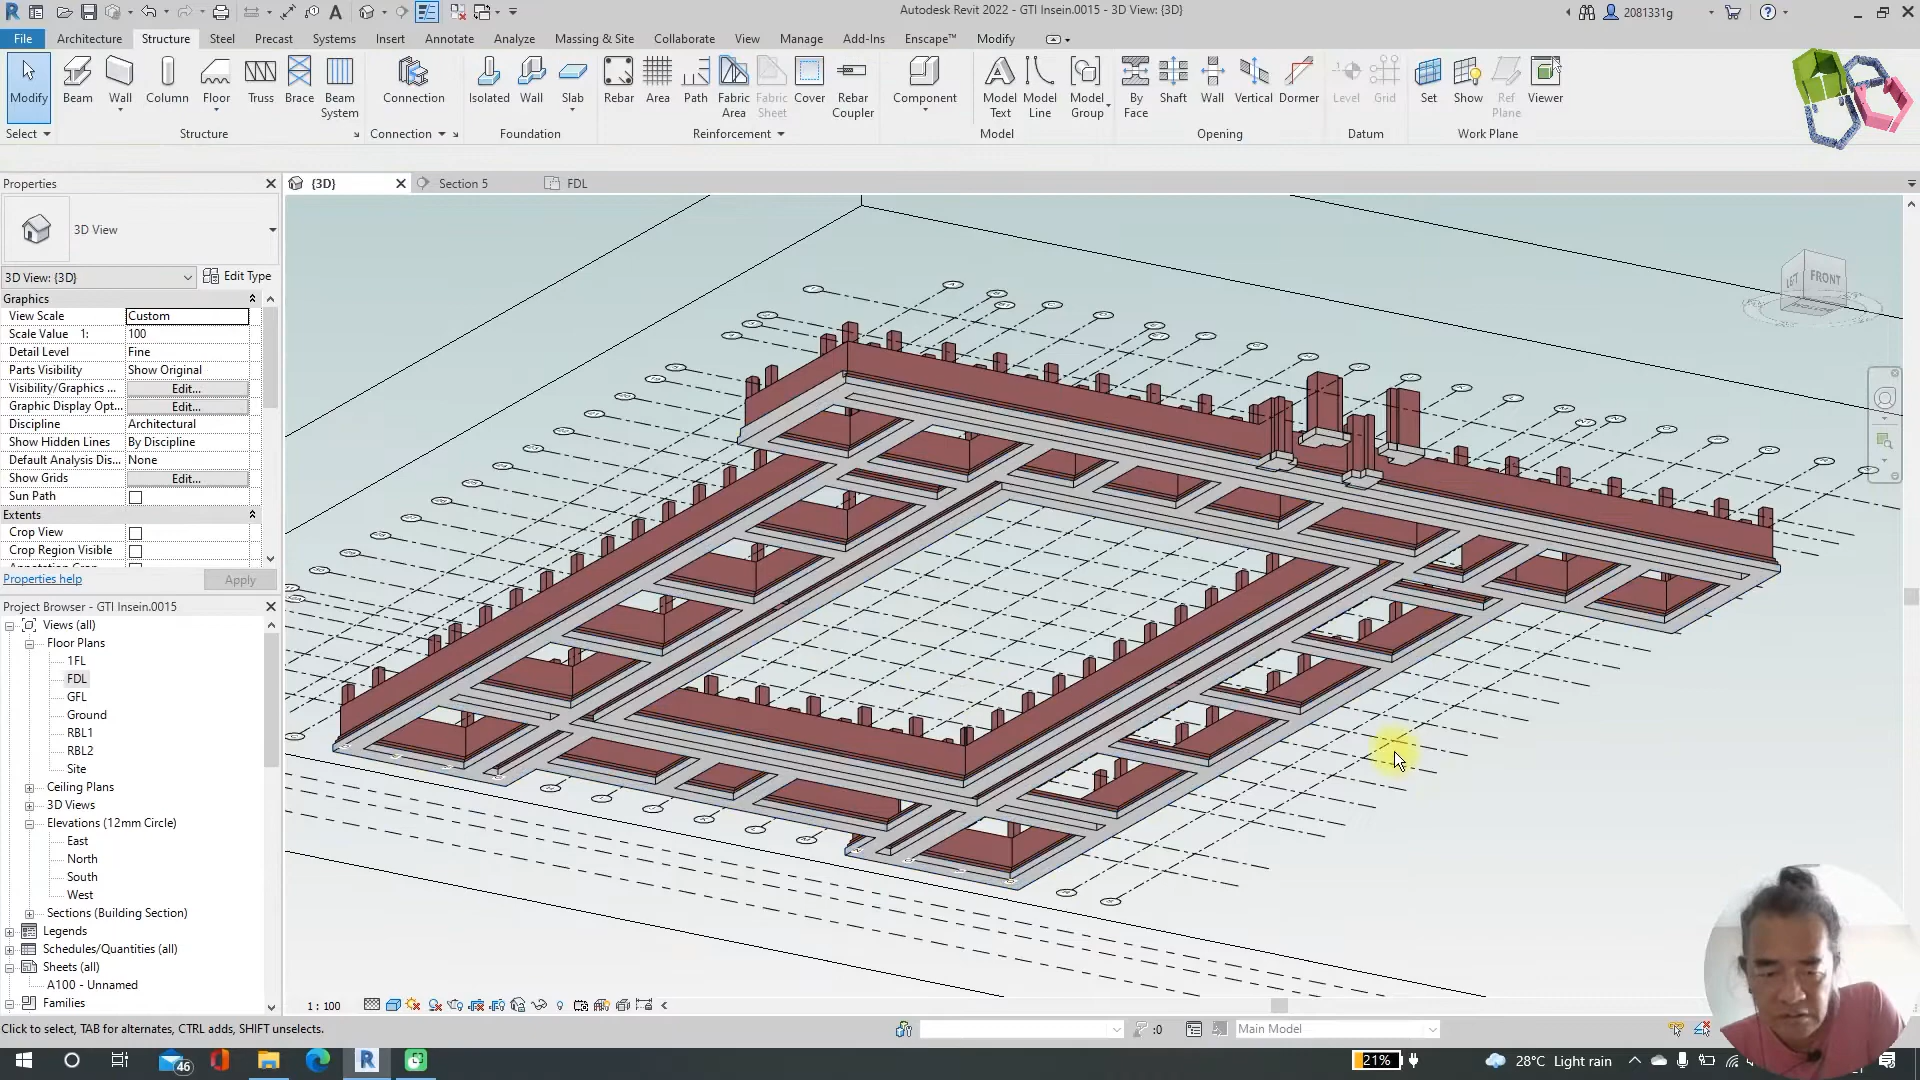 Autodesk Revit 2022 - GTI Insein.0015 - 3D View: {3D}
2081331g
File Architecture Structure Steel Precast Systems Insert Annotate Analyze Massing & Site Collaborate View Manage Add-Ins Enscape™ Modify
Modify Beam Wall Column Floor Truss Brace Beam System Connection Isolated Wall Slab Rebar Area Path Fabric Area Fabric Sheet Cover Rebar Coupler Component Model Text Model Line Model Group By Face Shaft Wall Vertical Dormer Level Grid Set Show Ref Plane Viewer
Select Structure Connection Foundation Reinforcement Model Opening Datum Work Plane
Properties
{3D} Section 5 FDL
3D View
3D View: {3D} Edit Type
Graphics
View Scale Custom
Scale Value 1: 100
Detail Level Fine
Parts Visibility Show Original
Visibility/Graphics ... Edit...
Graphic Display Opt... Edit...
Discipline Architectural
Show Hidden Lines By Discipline
Default Analysis Dis... None
Show Grids Edit...
Sun Path
Extents
Crop View
Crop Region Visible
Properties help Apply
Project Browser - GTI Insein.0015
Views (all)
Floor Plans
1FL
FDL
GFL
Ground
RBL1
RBL2
Site
Ceiling Plans
3D Views
Elevations (12mm Circle)
East
North
South
West
Sections (Building Section)
Legends
Schedules/Quantities (all)
Sheets (all)
A100 - Unnamed
Families
LEFT FRONT
1 : 100
Click to select, TAB for alternates, CTRL adds, SHIFT unselects.
:0 Main Model
46
21% 28°C Light rain